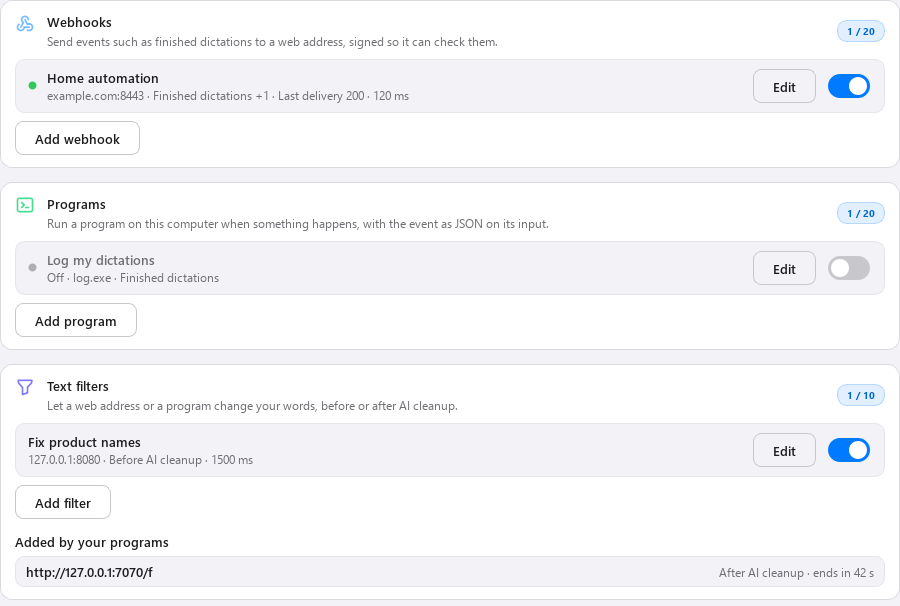 Webhooks
Send events such as finished dictations to a web address, signed so it can check them.
1 / 20
Home automation
example.com:8443 · Finished dictations +1 · Last delivery 200 · 120 ms
Edit
Add webhook
Programs
Run a program on this computer when something happens, with the event as JSON on its input.
1 / 20
Log my dictations
Off · log.exe · Finished dictations
Edit
Add program
Text filters
Let a web address or a program change your words, before or after AI cleanup.
1 / 10
Fix product names
127.0.0.1:8080 · Before AI cleanup · 1500 ms
Edit
Add filter
Added by your programs
http://127.0.0.1:7070/f
After AI cleanup · ends in 42 s